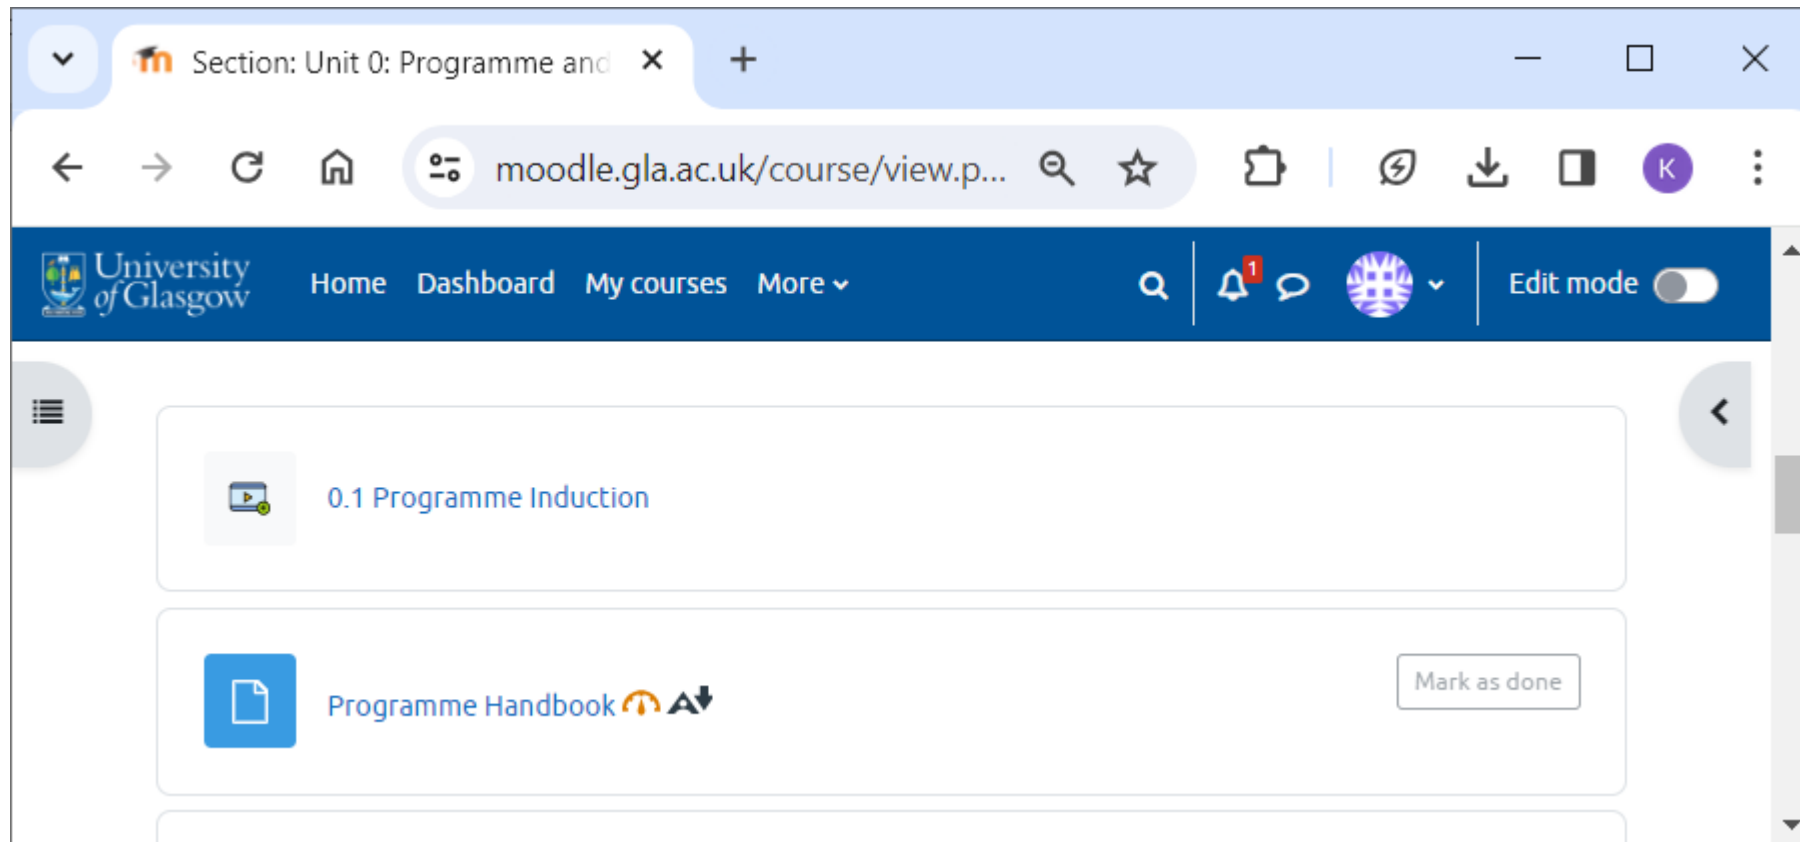 Section: Unit 0: Programme and
moodle.gla.ac.uk/course/view.p...
K
University
of Glasgow
Home Dashboard My courses More
1
Edit mode
0.1 Programme Induction
Programme Handbook
Mark as done